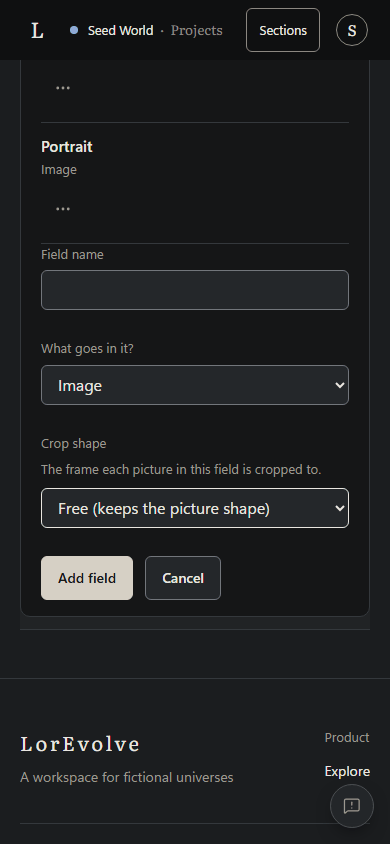 L
Seed World · Projects
Sections
S
...
Portrait
Image
...
Field name
What goes in it?
Image
Crop shape
The frame each picture in this field is cropped to.
Free (keeps the picture shape)
Add field
Cancel
LorEvolve
A workspace for fictional universes
Product
Explore